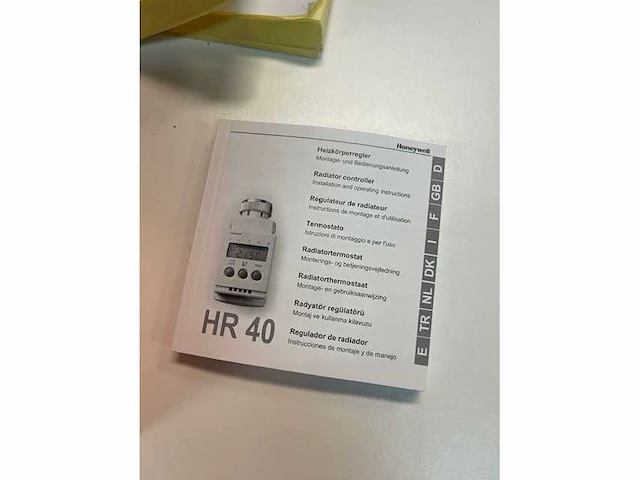 Honeywell
Heizkörperregler
Montage- und Bedienungsanleitung
Radiator controller
Installation and operating instructions
Régulateur de radiateur
Instructions de montage et d'utilisation
Termostato
Istruzioni di montaggio e per l'uso
Radiatortermostat
Monterings- og betjeningsvejledning
Radiatorthermostaat
Montage- en gebruiksaanwijzing
Radyatör regülatörü
Montaj ve kullanma kılavuzu
Regulador de radiador
Instrucciones de montaje y de manejo
HR 40
E | TR | NL | DK | I | F | GB | D